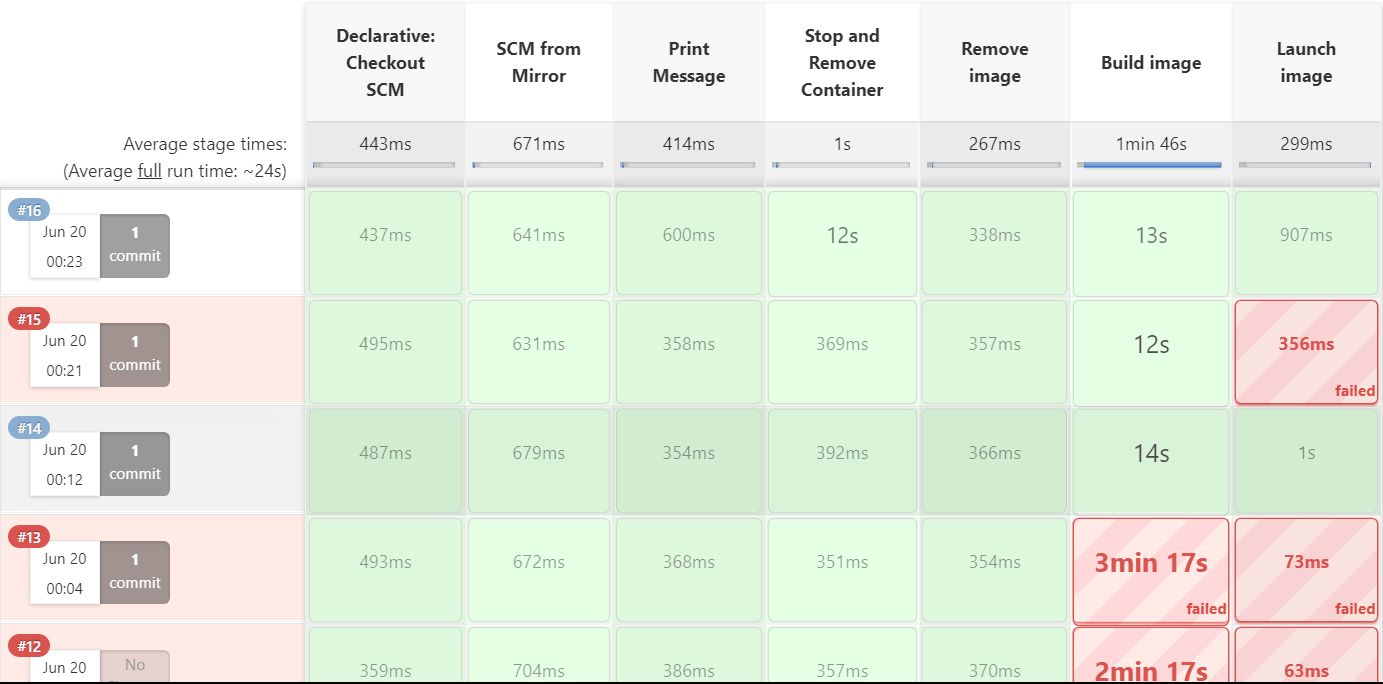 Declarative:
Checkout
SCM
SCM from
Mirror
Print
Message
Stop and
Remove
Container
Remove
image
Build image
Launch
image
Average stage times:
(Average full run time: ~24s)
443ms
671ms
414ms
1s
267ms
1min 46s
299ms
#16
Jun 20
00:23
1
commit
437ms
641ms
600ms
12s
338ms
13s
907ms
#15
Jun 20
00:21
1
commit
495ms
631ms
358ms
369ms
357ms
12s
356ms
failed
#14
Jun 20
00:12
1
commit
487ms
679ms
354ms
392ms
366ms
14s
1s
#13
Jun 20
00:04
1
commit
493ms
672ms
368ms
351ms
354ms
3min 17s
failed
73ms
failed
#12
Jun 20
No
359ms
704ms
386ms
357ms
370ms
2min 17s
63ms